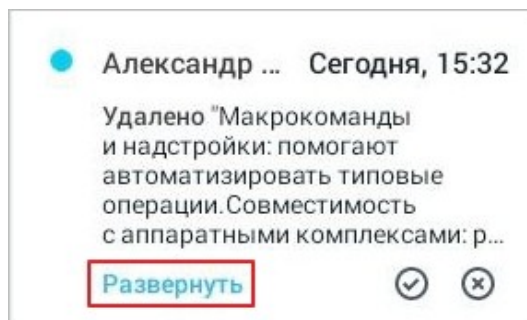 Александр ... Сегодня, 15:32
Удалено "Макрокоманды
и надстройки: помогают
автоматизировать типовые
операции.Совместимость
с аппаратными комплексами: р...
Развернуть